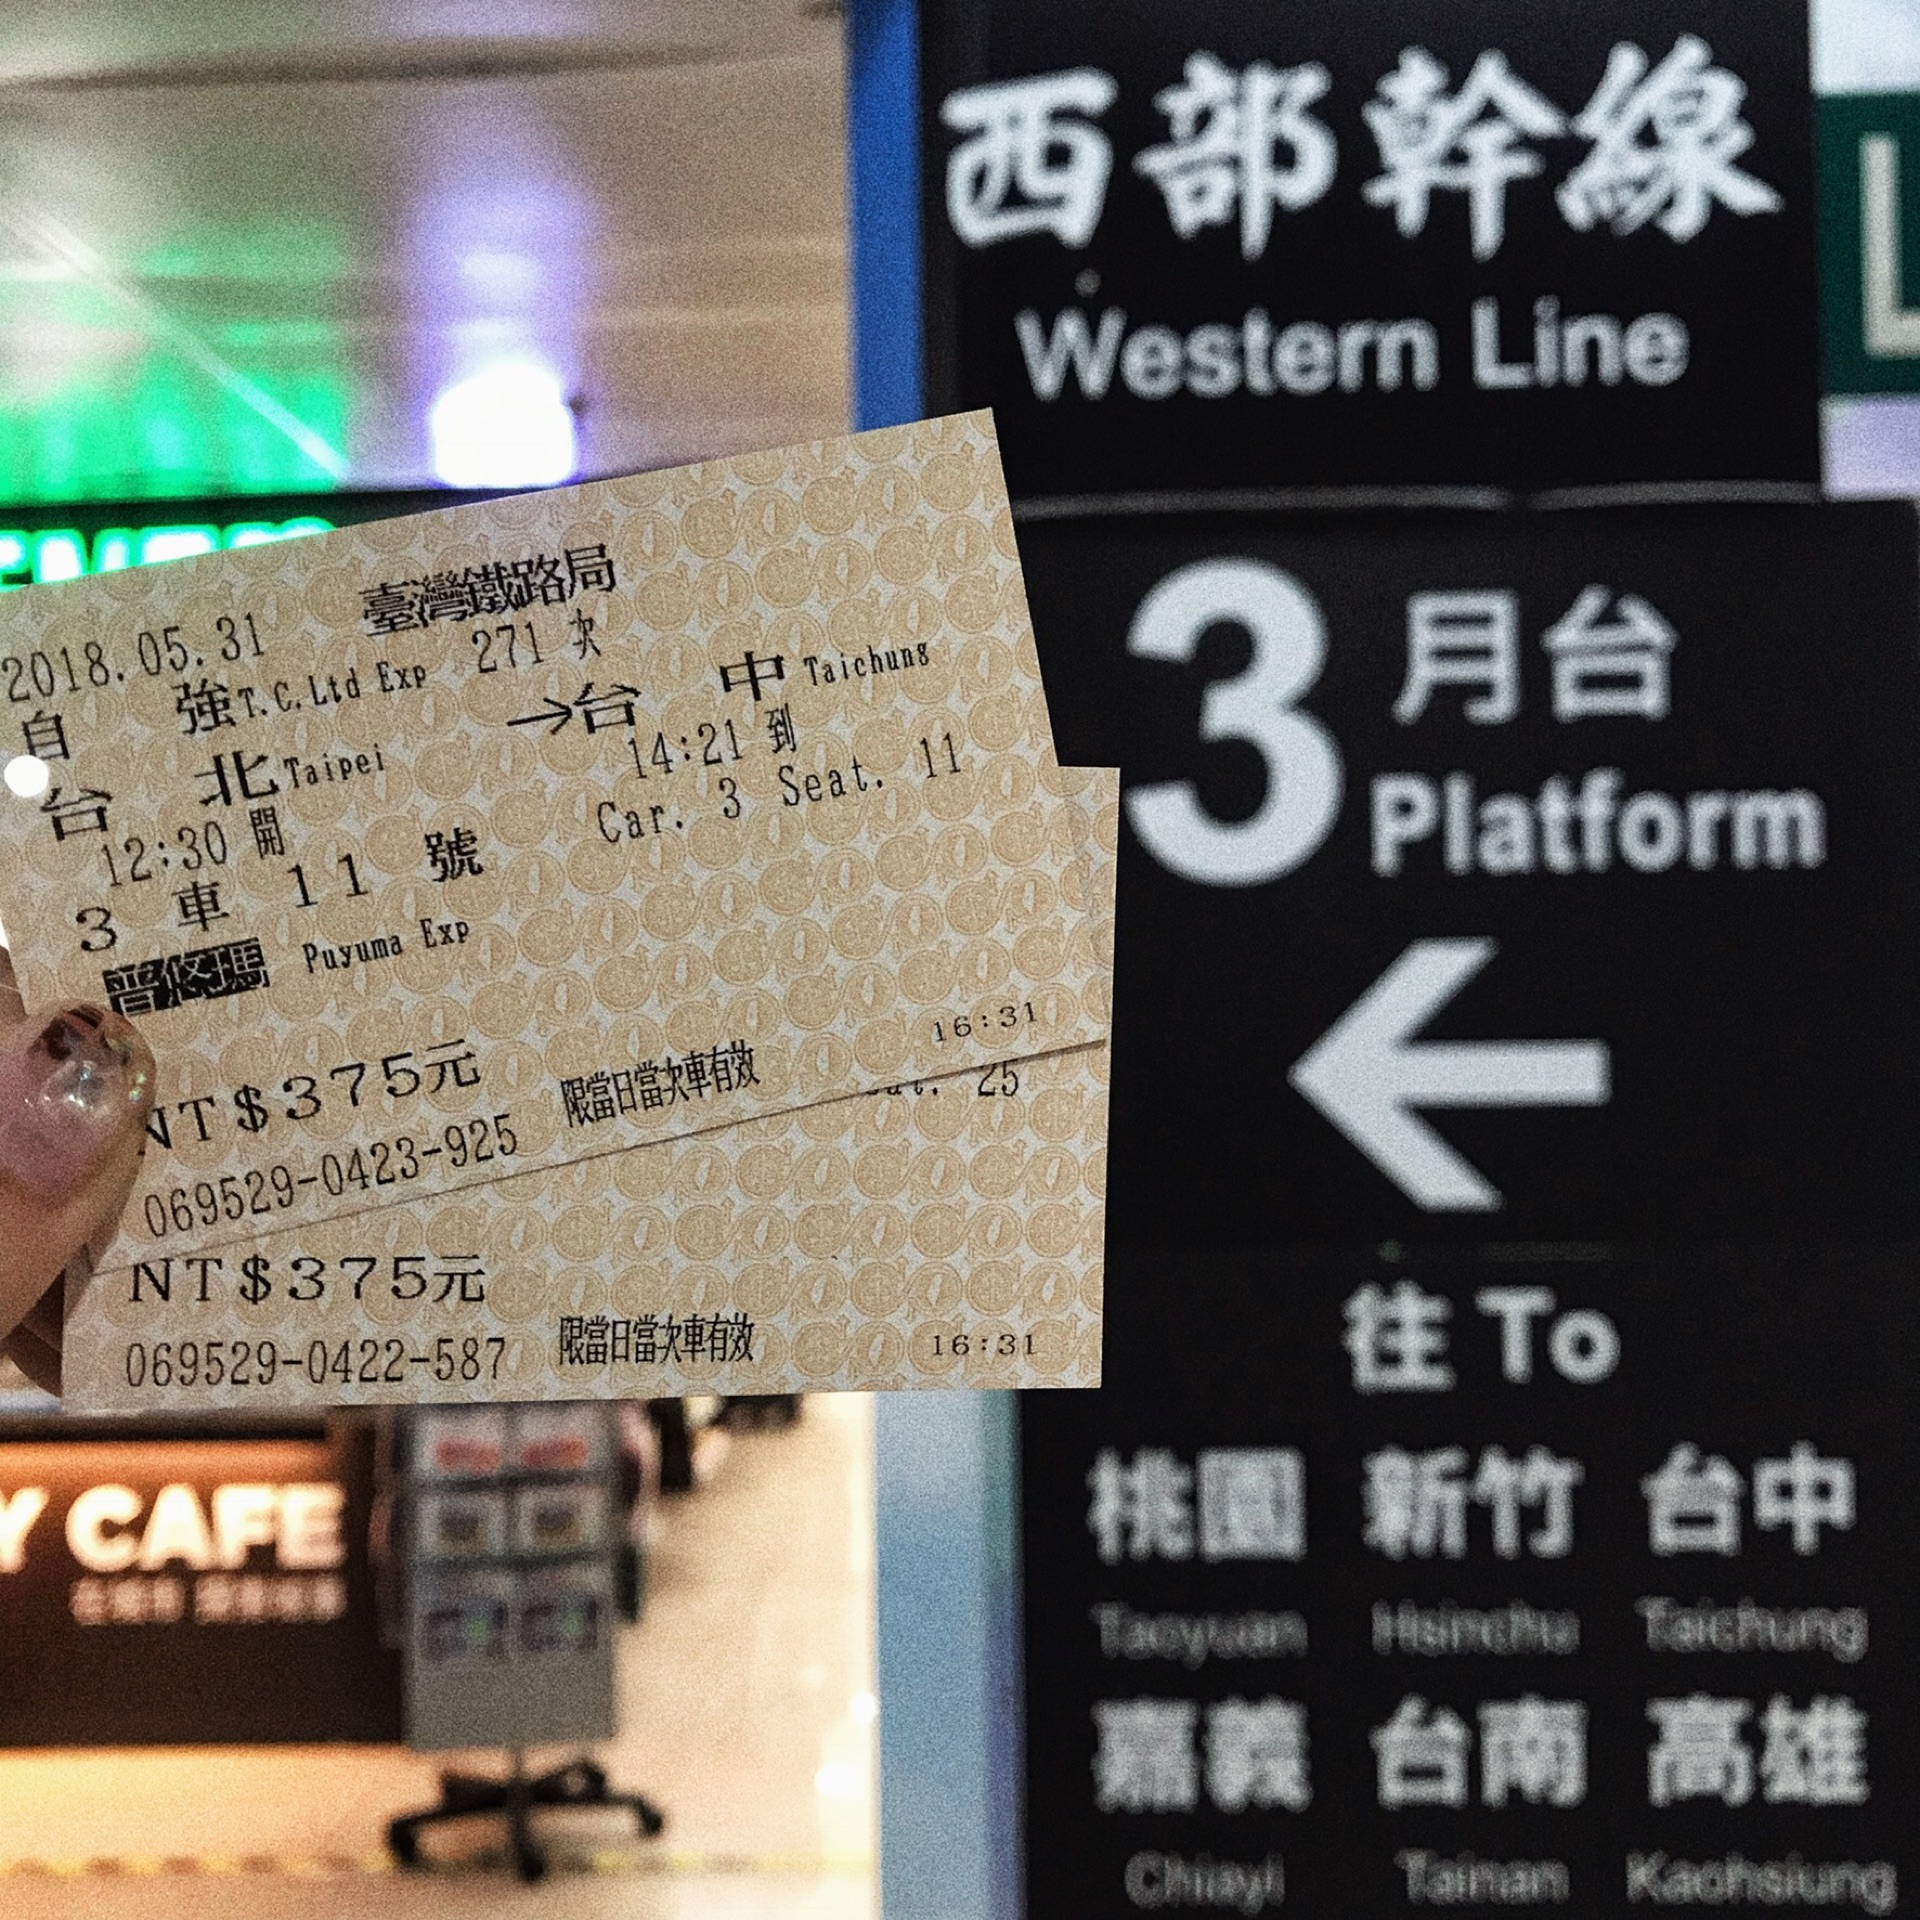 西部幹線
Western Line
L
3 月台
Platform
←
往 To
桃園 新竹 台中
Taoyuan Hsinchu Taichung
嘉義 台南 高雄
Chiayi Tainan Kaohsiung
臺灣鐵路局
2018.05.31 271 次
自 強 T.C.Ltd Exp
台 北 Taipei →台 中 Taichung
12:30 開 14:21 到
3 車 11 號 Car. 3 Seat. 11
普悠瑪 Puyuma Exp
16:31
NT$375元
069529-0423-925 限當日當次車有效
25
NT$375元
069529-0422-587 限當日當次車有效 16:31
Y CAFE